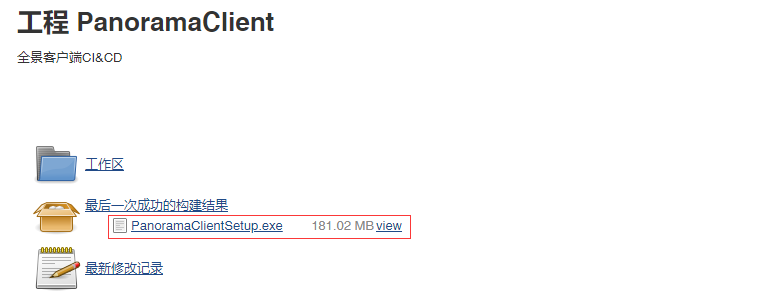 工程 PanoramaClient
全景客户端CI&CD
工作区
最后一次成功的构建结果
PanoramaClientSetup.exe 181.02 MB view
最新修改记录